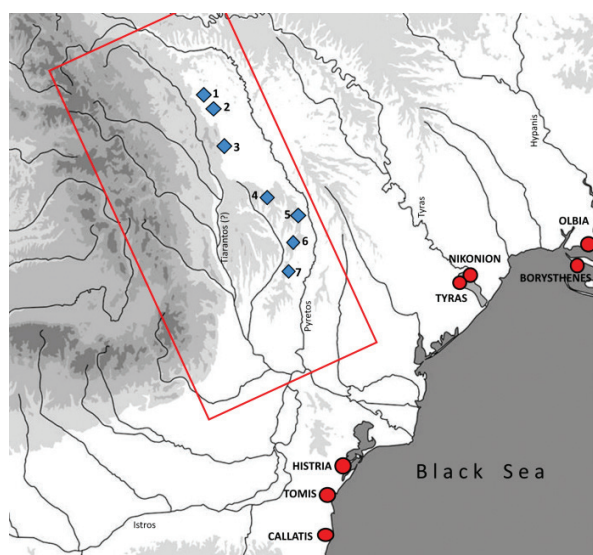 1
2
3
4
5
6
7
Tiarantos (?)
Pyretos
Tyras
Hypanis
OLBIA
BORYSTHENES
NIKONION
TYRAS
HISTRIA
TOMIS
CALLATIS
Istros
Black Sea